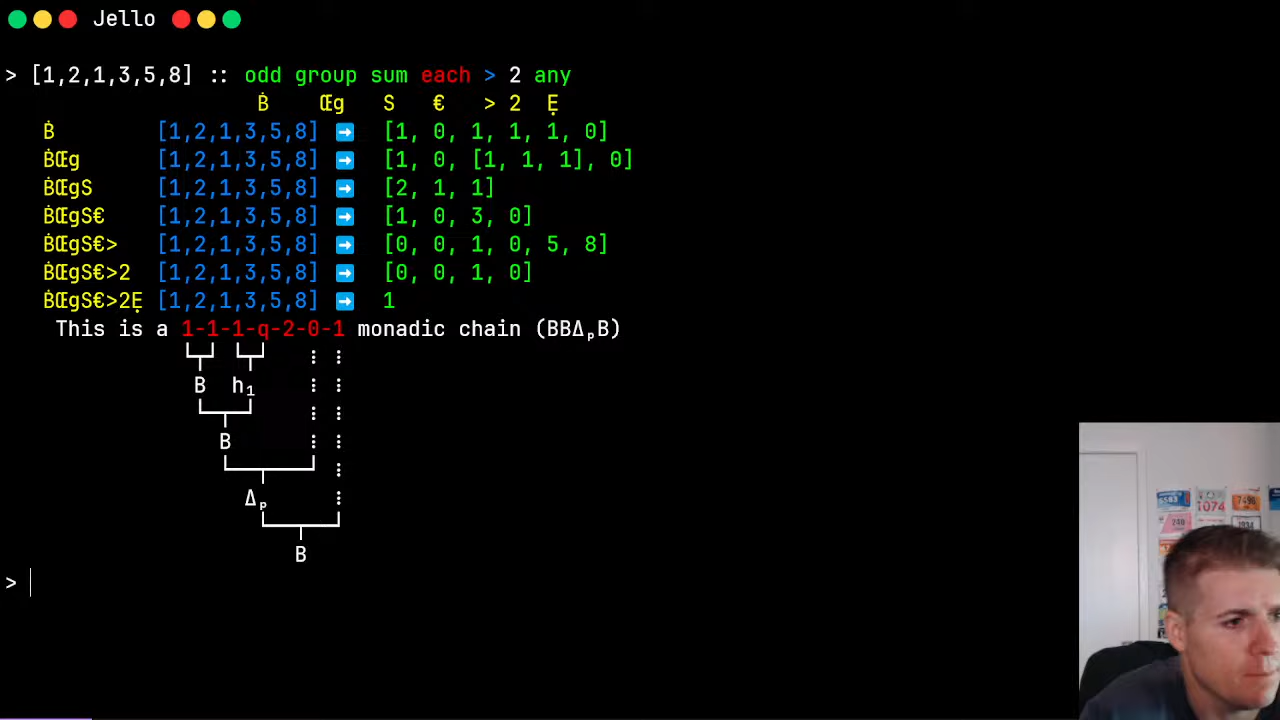 Jello
> [1,2,1,3,5,8] :: odd group sum each > 2 any
Ḃ Œg S € > 2 Ẹ
Ḃ [1,2,1,3,5,8] ➡ [1, 0, 1, 1, 1, 0]
ḂŒg [1,2,1,3,5,8] ➡ [1, 0, [1, 1, 1], 0]
ḂŒgS [1,2,1,3,5,8] ➡ [2, 1, 1]
ḂŒgS€ [1,2,1,3,5,8] ➡ [1, 0, 3, 0]
ḂŒgS€> [1,2,1,3,5,8] ➡ [0, 0, 1, 0, 5, 8]
ḂŒgS€>2 [1,2,1,3,5,8] ➡ [0, 0, 1, 0]
ḂŒgS€>2Ẹ [1,2,1,3,5,8] ➡ 1
This is a 1-1-1-q-2-0-1 monadic chain (BBΔₚB)
B h₁
B
Δₚ
B
>
1074